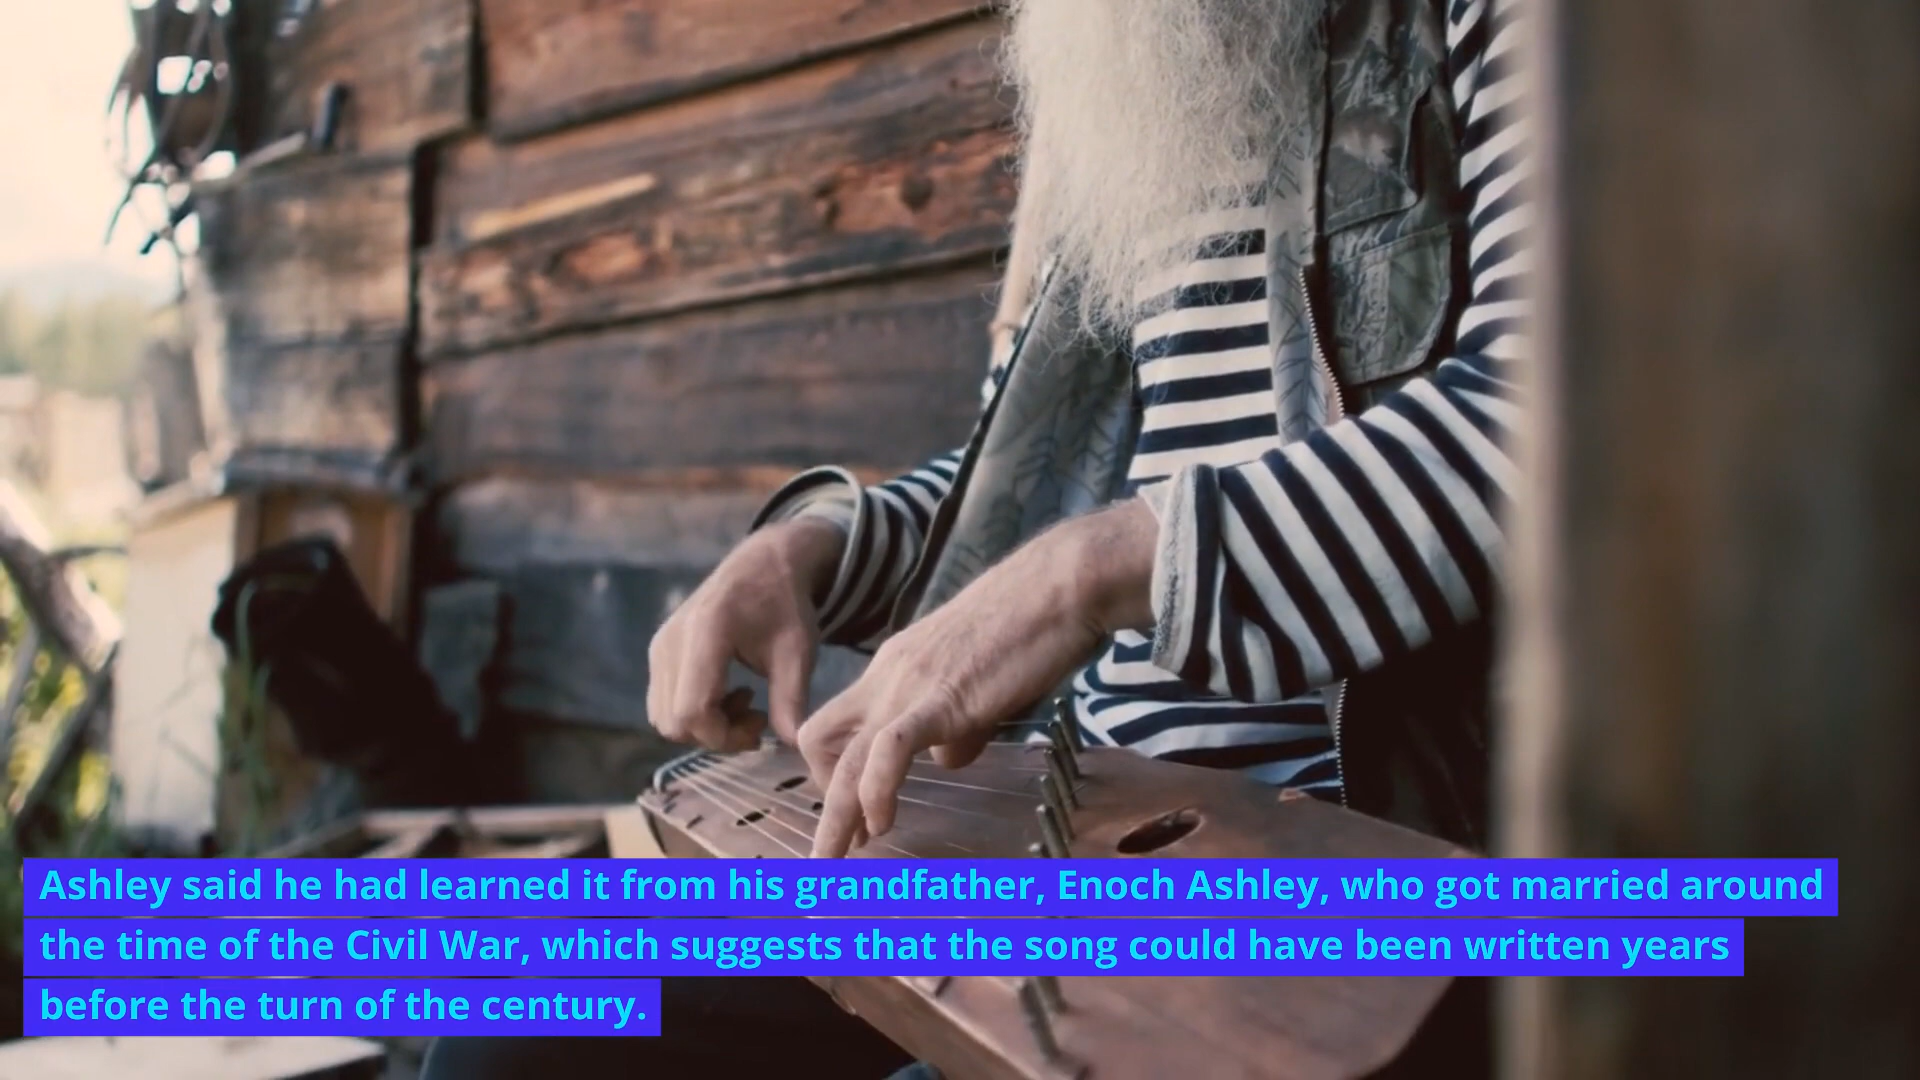 Ashley said he had learned it from his grandfather, Enoch Ashley, who got married around
the time of the Civil War, which suggests that the song could have been written years
before the turn of the century.